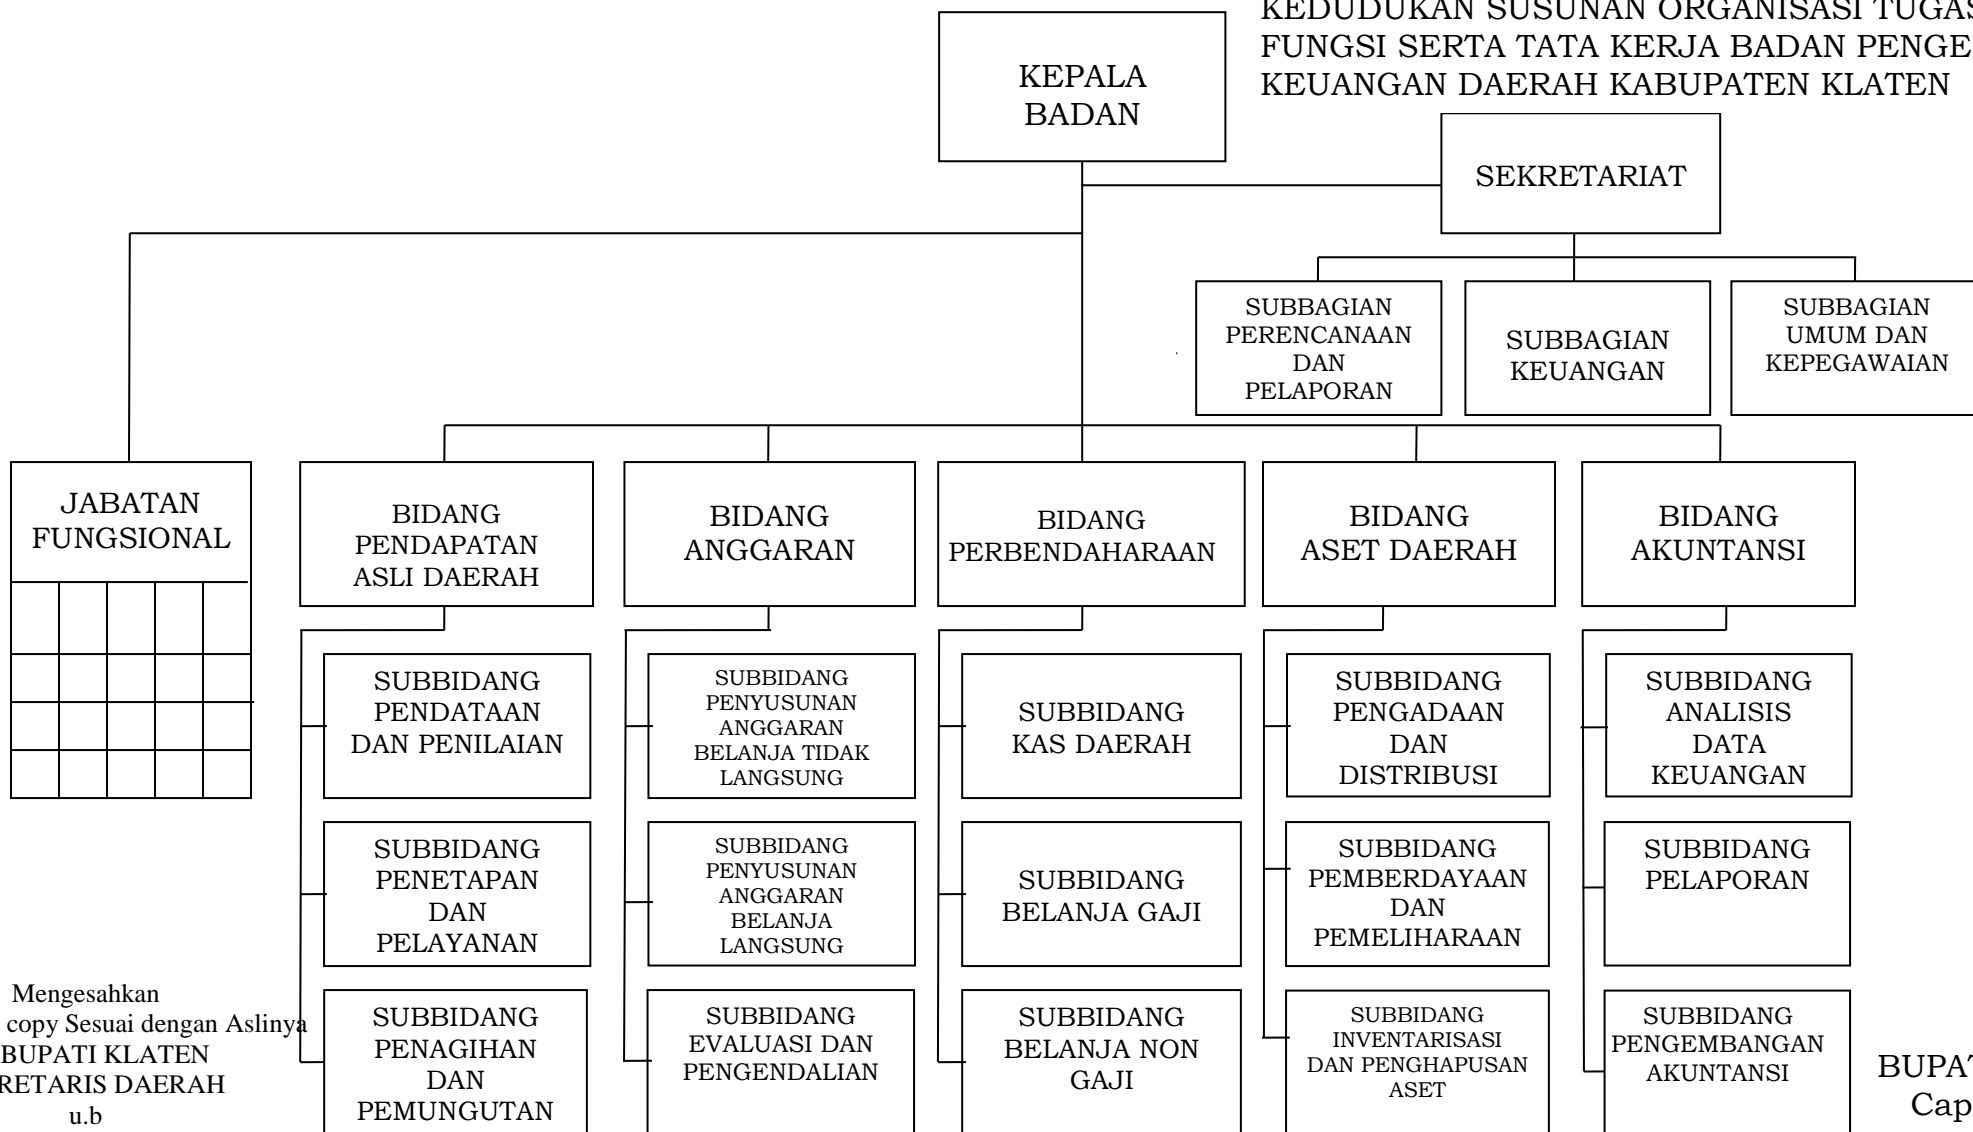 KEDUDUKAN SUSUNAN ORGANISASI TUGAS
FUNGSI SERTA TATA KERJA BADAN
KEUANGAN DAERAH KABUPATEN KLATEN
KEPALA
BADAN
SEKRETARIAT
SUBBAGIAN
PERENCANAAN
DAN
PELAPORAN
SUBBAGIAN
KEUANGAN
SUBBAGIAN
UMUM DAN
KEPEGAWAIAN
JABATAN
FUNGSIONAL
BIDANG
PENDAPATAN
ASLI DAERAH
BIDANG
ANGGARAN
BIDANG
PERBENDAHARAAN
BIDANG
ASET DAERAH
BIDANG
AKUNTANSI
SUBBIDANG
PENDATAAN
DAN PENILAIAN
SUBBIDANG
PENYUSUNAN
ANGGARAN
BELANJA TIDAK
LANGSUNG
SUBBIDANG
KAS DAERAH
SUBBIDANG
PENGADAAN
DAN
DISTRIBUSI
SUBBIDANG
ANALISIS
DATA
KEUANGAN
SUBBIDANG
PENETAPAN
DAN
PELAYANAN
SUBBIDANG
PENYUSUNAN
ANGGARAN
BELANJA
LANGSUNG
SUBBIDANG
BELANJA GAJI
SUBBIDANG
PEMBERDAYAAN
DAN
PEMELIHARAAN
SUBBIDANG
PELAPORAN
SUBBIDANG
PENAGIHAN
DAN
PEMUNGUTAN
SUBBIDANG
EVALUASI DAN
PENGENDALIAN
SUBBIDANG
BELANJA NON
GAJI
SUBBIDANG
INVENTARISASI
DAN PENGHAPUSAN
ASET
SUBBIDANG
PENGEMBANGAN
AKUNTANSI
Mengesahkan
copy Sesuai dengan Aslinya
BUPATI KLATEN
RETARIS DAERAH
u.b
BUPAT
Cap